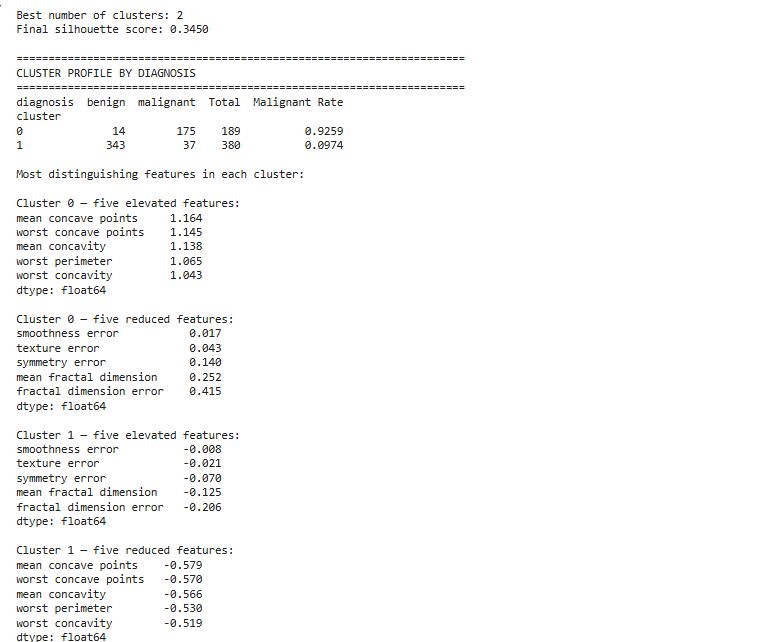 Best number of clusters: 2
Final silhouette score: 0.3450
======================================================================
CLUSTER PROFILE BY DIAGNOSIS
======================================================================
diagnosis benign malignant Total Malignant Rate
cluster
0 14 175 189 0.9259
1 343 37 380 0.0974
Most distinguishing features in each cluster:
Cluster 0 — five elevated features:
mean concave points 1.164
worst concave points 1.145
mean concavity 1.138
worst perimeter 1.065
worst concavity 1.043
dtype: float64
Cluster 0 — five reduced features:
smoothness error 0.017
texture error 0.043
symmetry error 0.140
mean fractal dimension 0.252
fractal dimension error 0.415
dtype: float64
Cluster 1 — five elevated features:
smoothness error -0.008
texture error -0.021
symmetry error -0.070
mean fractal dimension -0.125
fractal dimension error -0.206
dtype: float64
Cluster 1 — five reduced features:
mean concave points -0.579
worst concave points -0.570
mean concavity -0.566
worst perimeter -0.530
worst concavity -0.519
dtype: float64